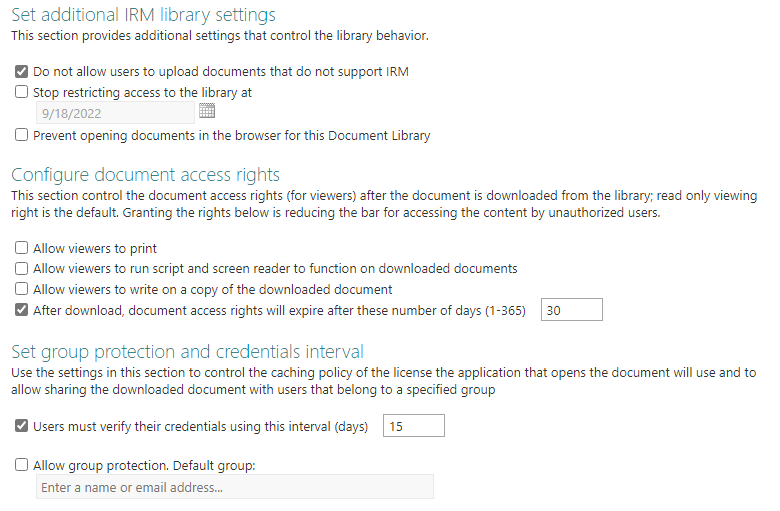 Set additional IRM library settings
This section provides additional settings that control the library behavior.
Do not allow users to upload documents that do not support IRM
Stop restricting access to the library at
9/18/2022
Prevent opening documents in the browser for this Document Library
Configure document access rights
This section control the document access rights (for viewers) after the document is downloaded from the library; read only viewing
right is the default. Granting the rights below is reducing the bar for accessing the content by unauthorized users.
Allow viewers to print
Allow viewers to run script and screen reader to function on downloaded documents
Allow viewers to write on a copy of the downloaded document
After download, document access rights will expire after these number of days (1-365) 30
Set group protection and credentials interval
Use the settings in this section to control the caching policy of the license the application that opens the document will use and to
allow sharing the downloaded document with users that belong to a specified group
Users must verify their credentials using this interval (days) 15
Allow group protection. Default group:
Enter a name or email address...